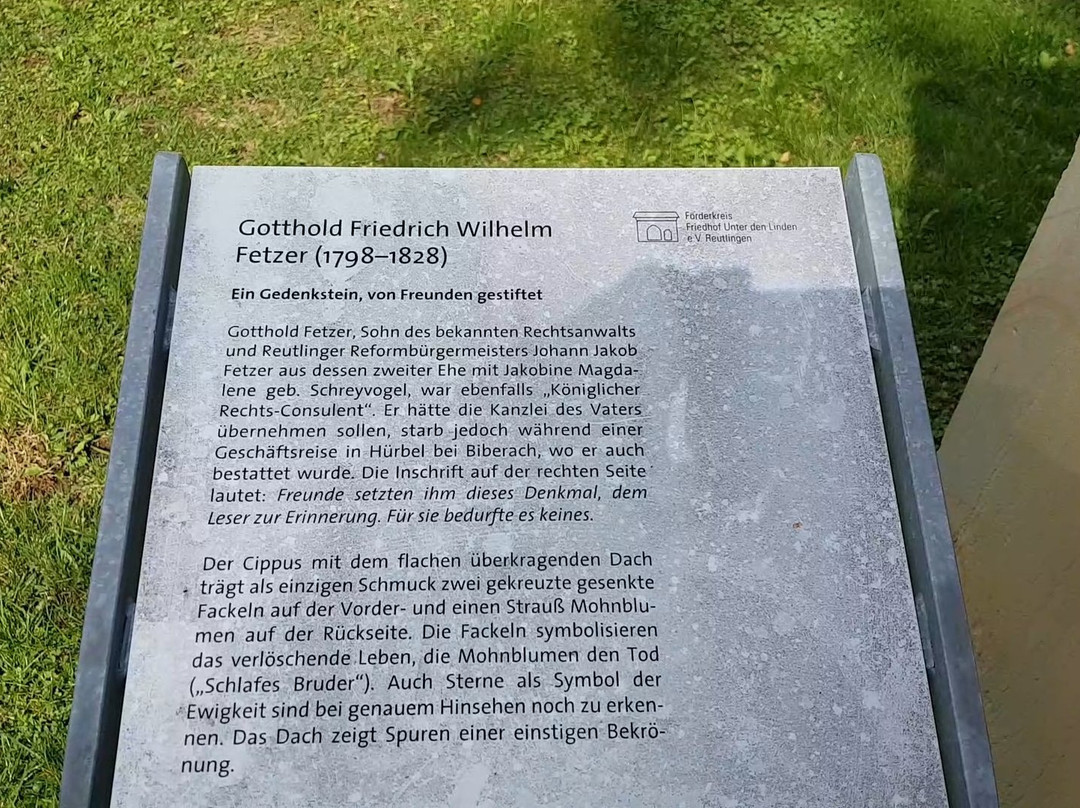 Gotthold Friedrich Wilhelm
Fetzer (1798–1828)
Förderkreis
Friedhof Unter den Linden
e.V. Reutlingen
Ein Gedenkstein, von Freunden gestiftet
Gotthold Fetzer, Sohn des bekannten Rechtsanwalts
und Reutlinger Reformbürgermeisters Johann Jakob
Fetzer aus dessen zweiter Ehe mit Jakobine Magda-
lene geb. Schreyvogel, war ebenfalls „Königlicher
Rechts-Consulent“. Er hätte die Kanzlei des Vaters
übernehmen sollen, starb jedoch während einer
Geschäftsreise in Hürbel bei Biberach, wo er auch
bestattet wurde. Die Inschrift auf der rechten Seite
lautet: Freunde setzten ihm dieses Denkmal, dem
Leser zur Erinnerung. Für sie bedurfte es keines.
Der Cippus mit dem flachen überkragenden Dach
trägt als einzigen Schmuck zwei gekreuzte gesenkte
Fackeln auf der Vorder- und einen Strauß Mohnblu-
men auf der Rückseite. Die Fackeln symbolisieren
das verlöschende Leben, die Mohnblumen den Tod
(„Schlafes Bruder“). Auch Sterne als Symbol der
Ewigkeit sind bei genauem Hinsehen noch zu erken-
nen. Das Dach zeigt Spuren einer einstigen Bekrö-
nung.